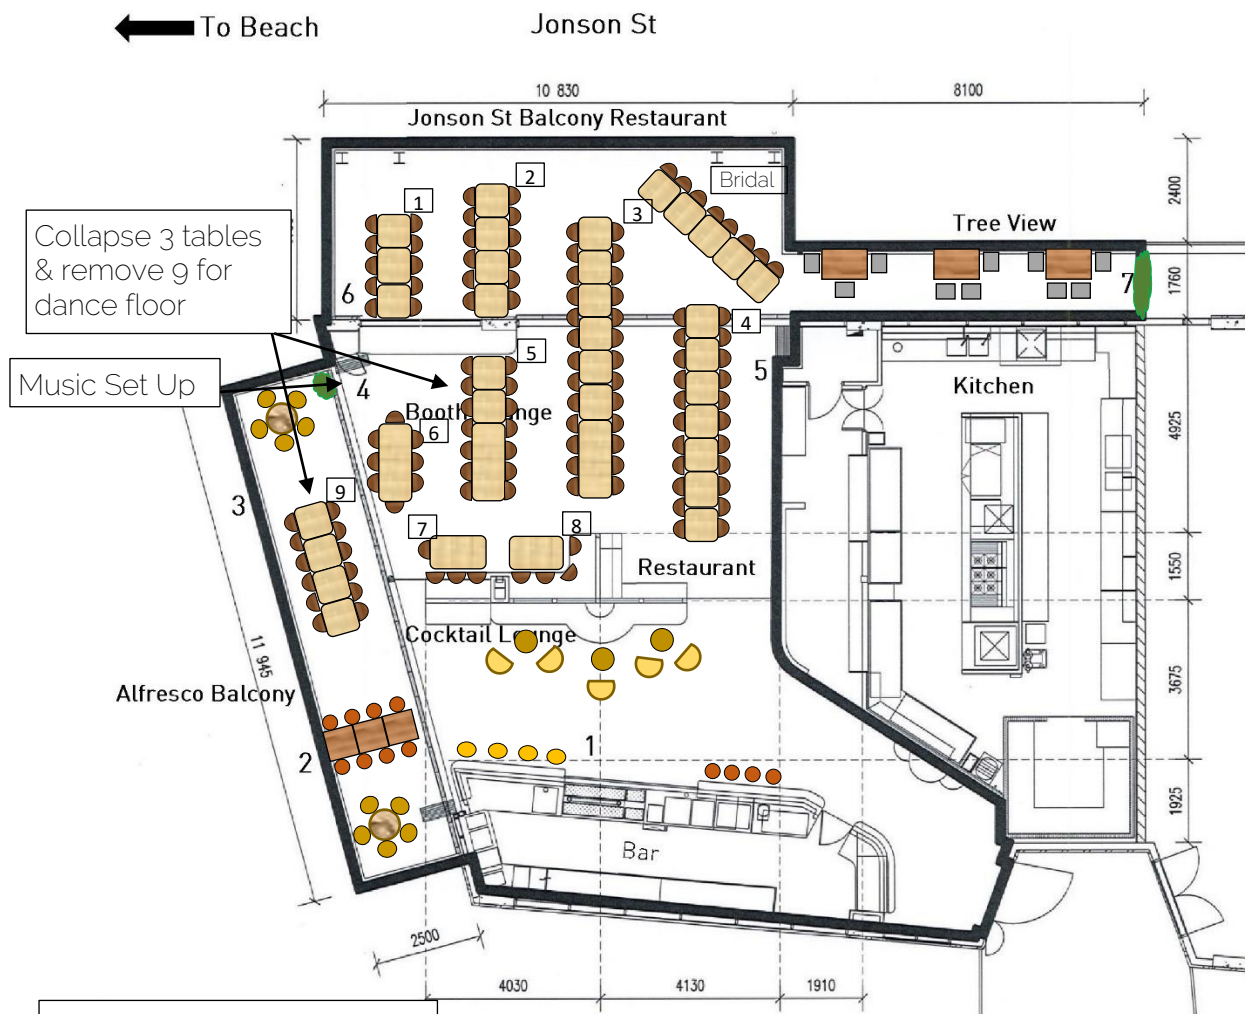 To Beach
Jonson St
10 830
8100
Jonson St Balcony Restaurant
2400
Bridal
1
2
3
Tree View
Collapse 3 tables
& remove 9 for
dance floor
6
7
1760
4
5
5
Music Set Up
4
Kitchen
Booth Lounge
6
4925
3
9
7
8
Restaurant
1550
Cocktail Lounge
11 945
Alfresco Balcony
3675
2
1
1925
Bar
2500
4030
4130
1910